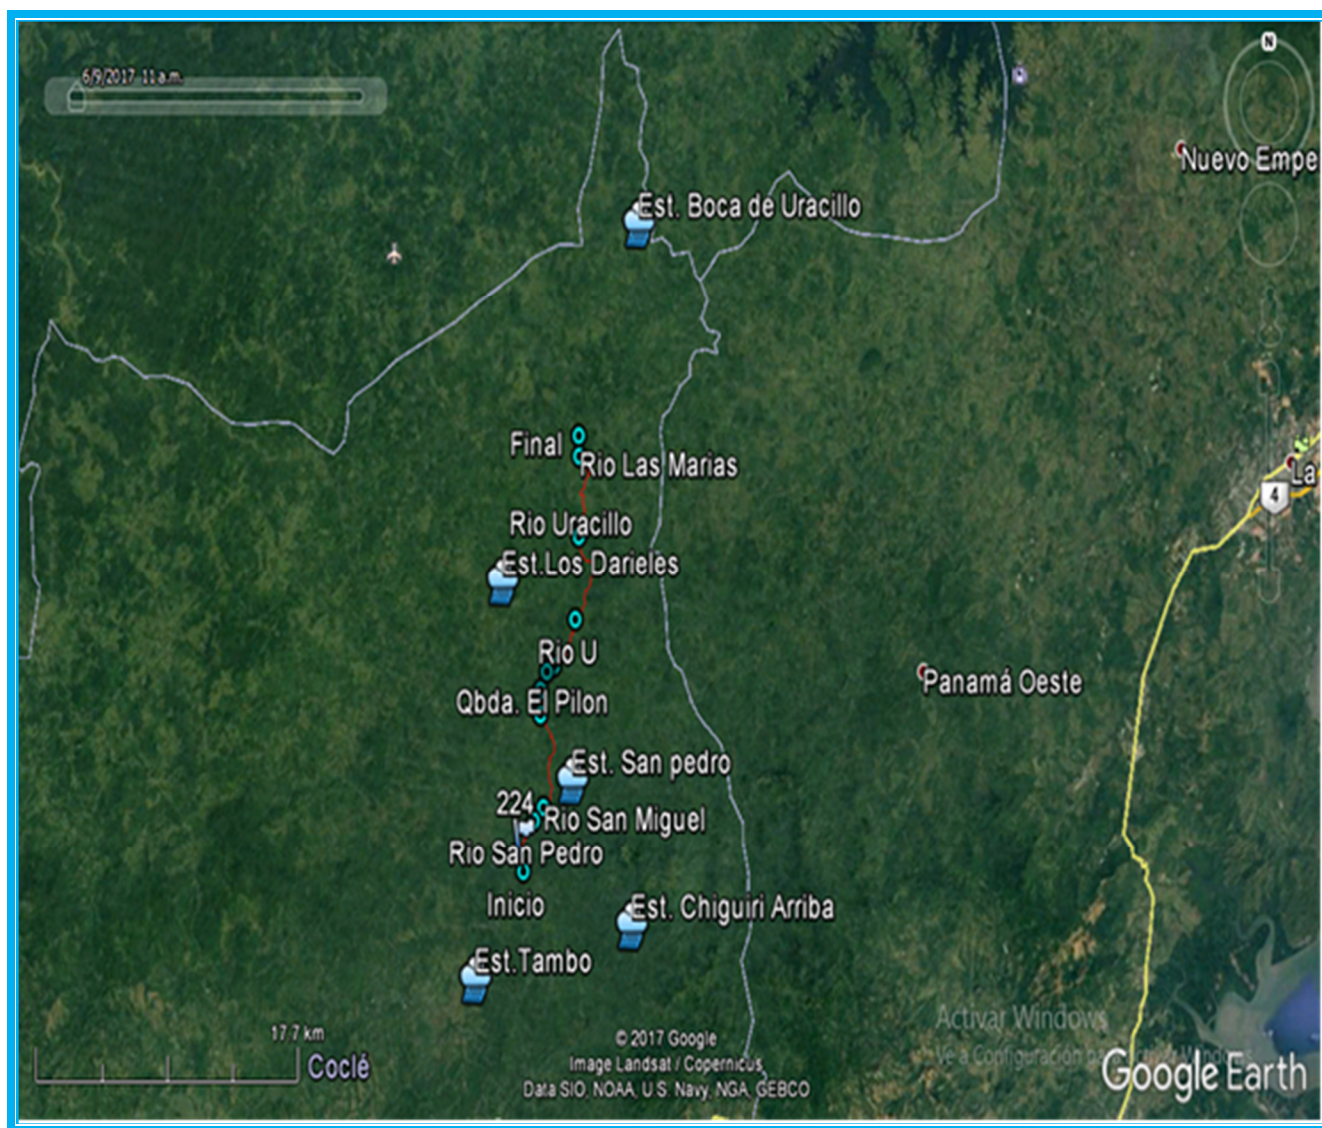 6/9/2017 11 a.m.
N
Nuevo Empe
Est. Boca de Uracillo
Final
Rio Las Marias
La
4
Rio Uracillo
Est.Los Darieles
Rio U
Panamá Oeste
Qbda. El Pilon
Est. San pedro
224
Rio San Miguel
Rio San Pedro
Inicio
Est. Chiguiri Arriba
Est.Tambo
Activar Windows
Ve a Configuración
17.7 km
Coclé
© 2017 Google
Image Landsat / Copernicus
Data SIO, NOAA, U.S. Navy, NGA, GEBCO
Google Earth